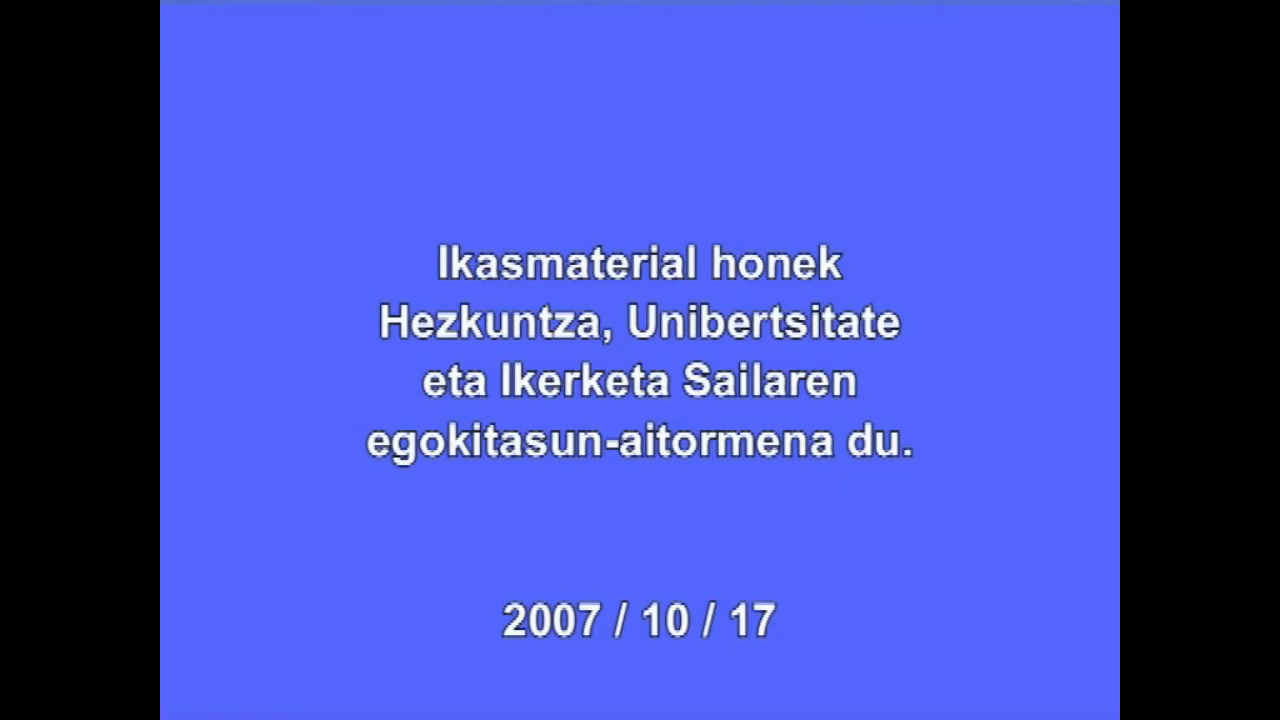 Ikasmaterial honek
Hezkuntza, Unibertsitate
eta Ikerketa Sailaren
egokitasun-aitormena du.
2007 / 10 / 17